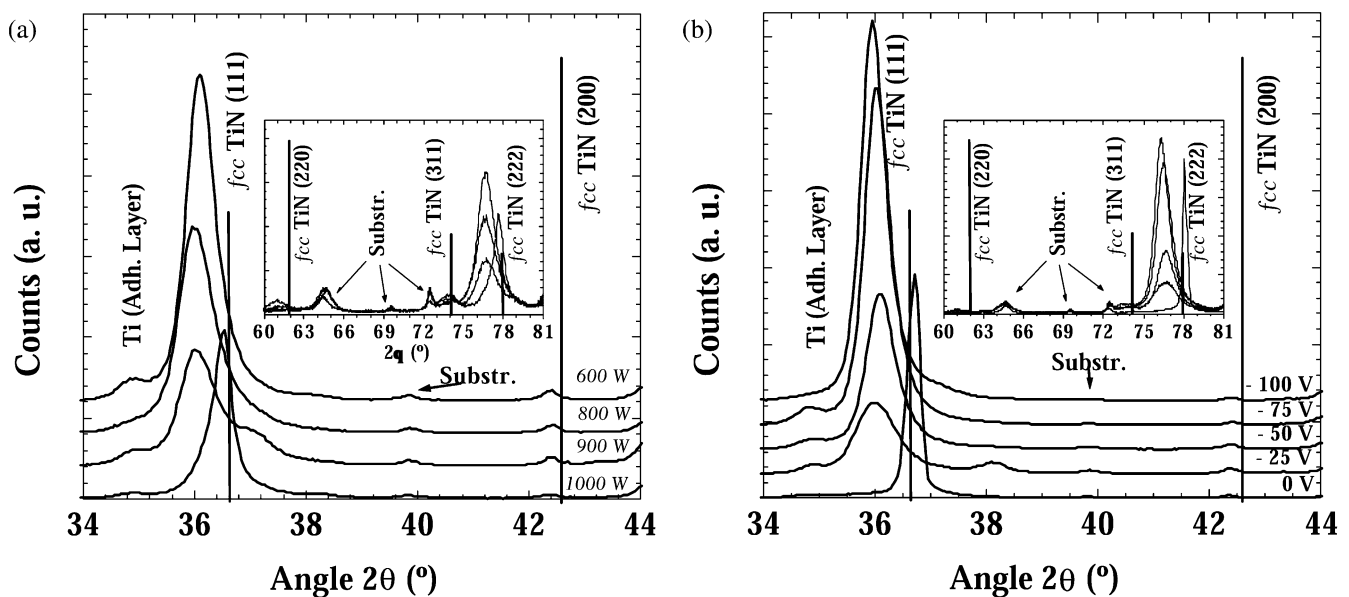 (a)
Counts (a. u.)
Ti (Adh. Layer)
fcc TiN (111)
fcc TiN (220)
Substr.
fcc TiN (311)
fcc TiN (222)
60 63 66 69 72 75 78 81
2q (º)
fcc TiN (200)
Substr.
600 W
800 W
900 W
1000 W
34 36 38 40 42 44
Angle 2θ (º)
(b)
Counts (a. u.)
Ti (Adh. Layer)
fcc TiN (111)
fcc TiN (220)
Substr.
fcc TiN (311)
fcc TiN (222)
60 63 66 69 72 75 78 81
fcc TiN (200)
Substr.
- 100 V
- 75 V
- 50 V
- 25 V
0 V
34 36 38 40 42 44
Angle 2θ (º)